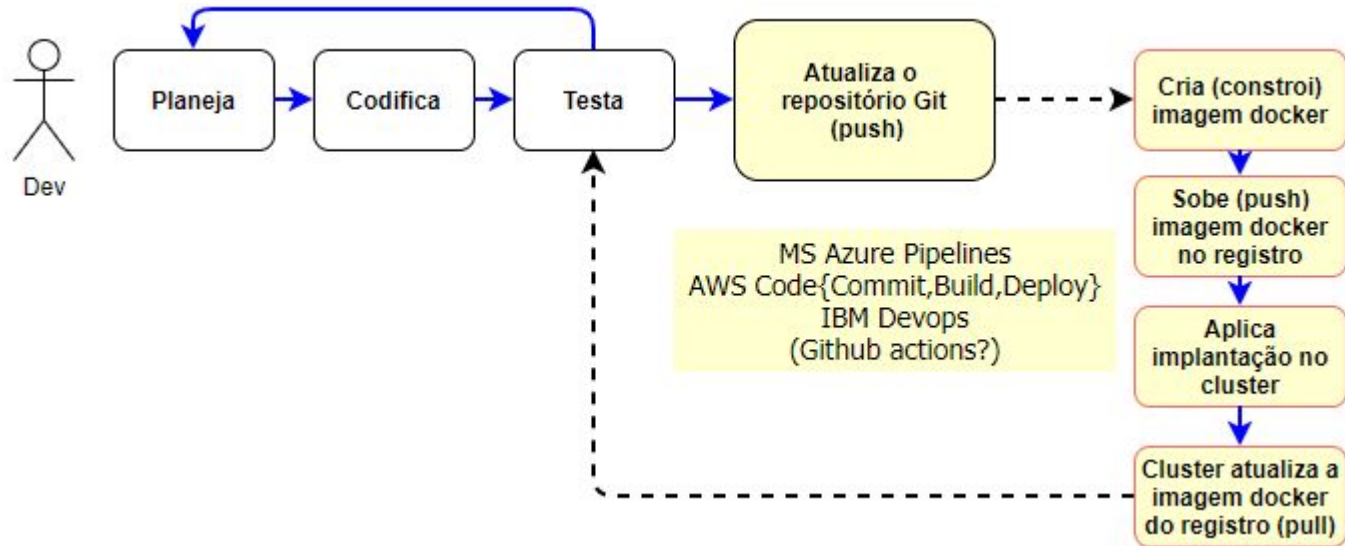 Dev
Planeja
Codifica
Testa
Atualiza o
repositório Git
(push)
Cria (constroi)
imagem docker
Sobe (push)
imagem docker
no registro
MS Azure Pipelines
AWS Code{Commit,Build,Deploy}
IBM Devops
(Github actions?)
Aplica
implantação no
cluster
Cluster atualiza a
imagem docker
do registro (pull)